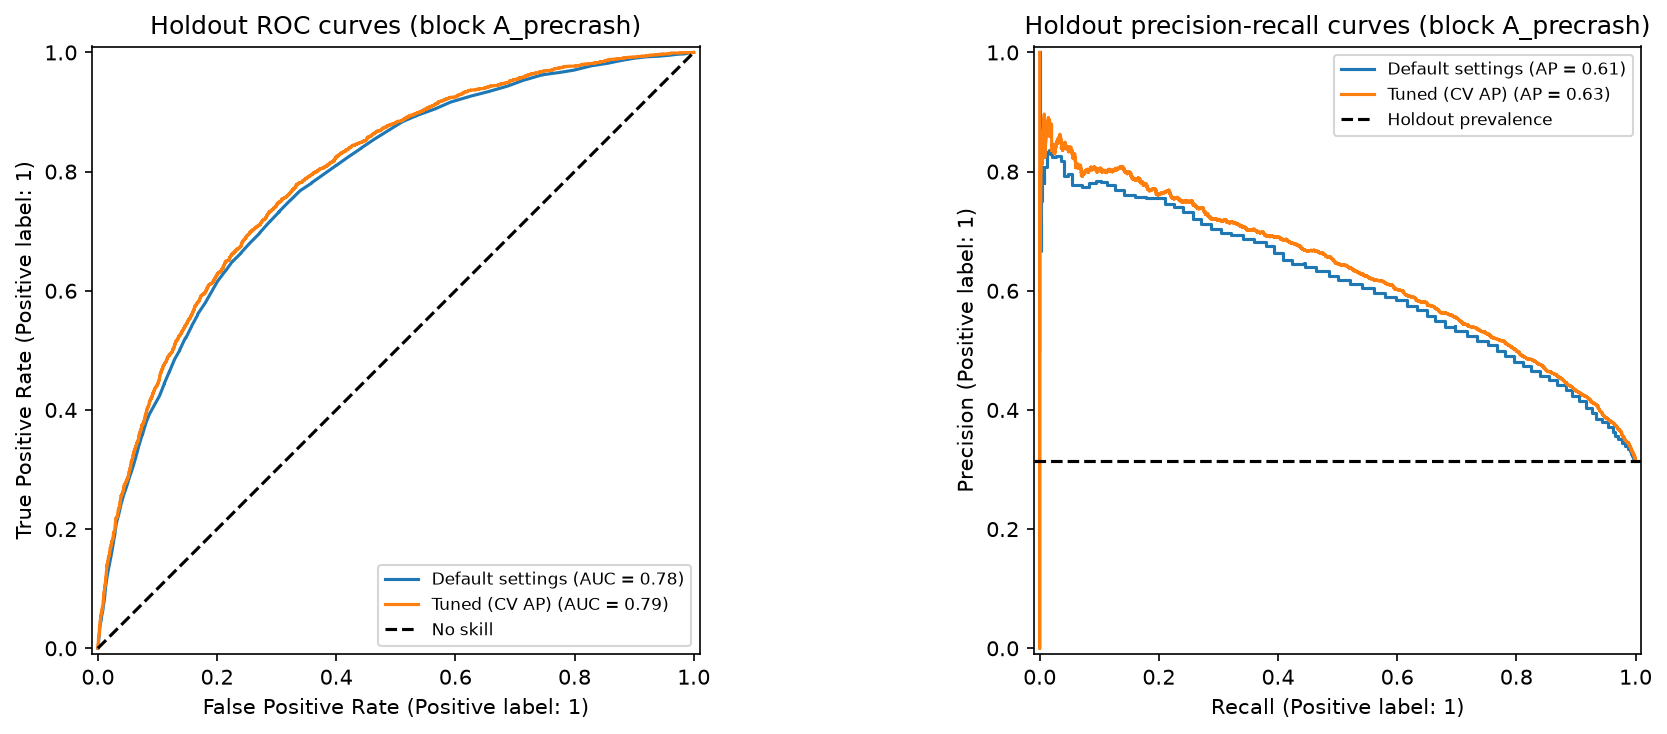 Holdout ROC curves (block A_precrash)
1.0
0.8
0.6
0.4
0.2
0.0
True Positive Rate (Positive label: 1)
Default settings (AUC = 0.78)
Tuned (CV AP) (AUC = 0.79)
No skill
0.0 0.2 0.4 0.6 0.8 1.0
False Positive Rate (Positive label: 1)
Holdout precision-recall curves (block A_precrash)
1.0
0.8
0.6
0.4
0.2
0.0
Precision (Positive label: 1)
Default settings (AP = 0.61)
Tuned (CV AP) (AP = 0.63)
Holdout prevalence
0.0 0.2 0.4 0.6 0.8 1.0
Recall (Positive label: 1)